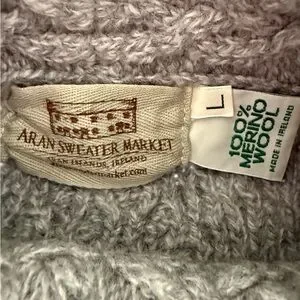 ARAN SWEATER MARKET
ARAN ISLANDS, IRELAND
L
100%
MERINO
WOOL
MADE IN IRELAND